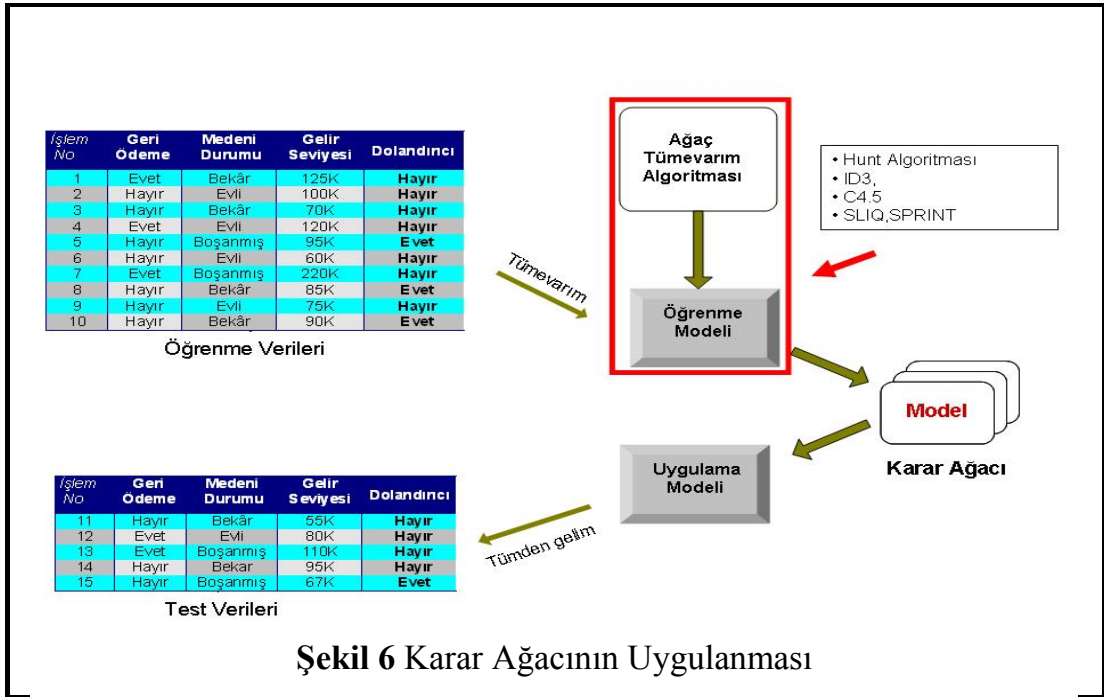 İşlem No Geri Ödeme Medeni Durumu Gelir Seviyesi Dolandırıcı
1 Evet Bekâr 125K Hayır
2 Hayır Evli 100K Hayır
3 Hayır Bekâr 70K Hayır
4 Evet Evli 120K Hayır
5 Hayır Boşanmış 95K Evet
6 Hayır Evli 60K Hayır
7 Evet Boşanmış 220K Hayır
8 Hayır Bekâr 85K Evet
9 Hayır Evli 75K Hayır
10 Hayır Bekâr 90K Evet
Öğrenme Verileri
Tümevarım
Ağaç
Tümevarım
Algoritması
Öğrenme
Modeli
• Hunt Algoritması
• ID3,
• C4.5
• SLIQ,SPRINT
Model
Karar Ağacı
Uygulama
Modeli
Tümden gelim
İşlem No Geri Ödeme Medeni Durumu Gelir Seviyesi Dolandırıcı
11 Hayır Bekâr 55K Hayır
12 Evet Evli 80K Hayır
13 Evet Boşanmış 110K Hayır
14 Hayır Bekar 95K Hayır
15 Hayır Boşanmış 67K Evet
Test Verileri
Şekil 6 Karar Ağacının Uygulanması